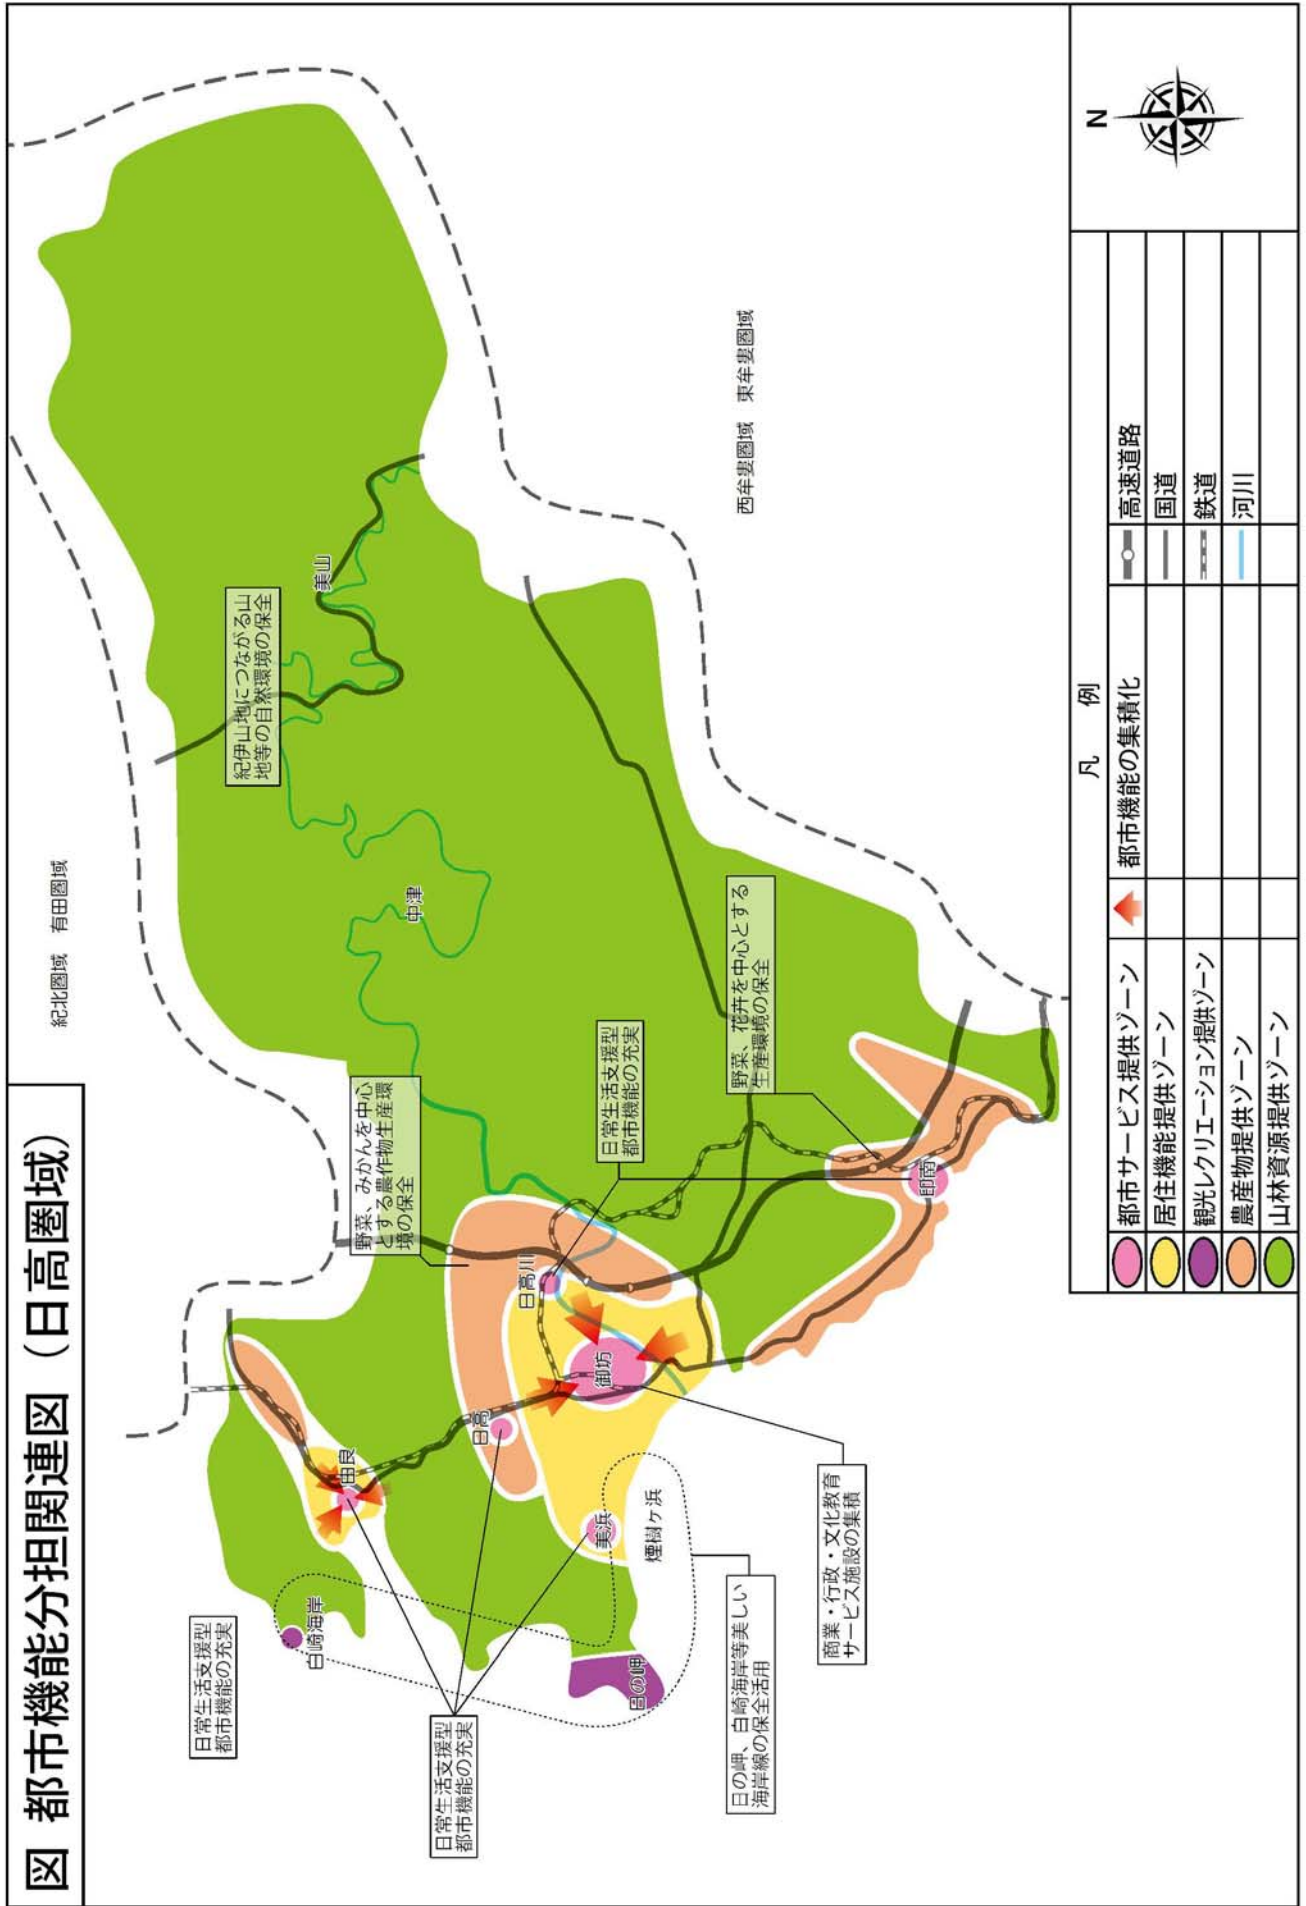 図 都市機能分担関連図（日高圏域）
紀北圏域 有田圏域
西牟婁圏域 東牟婁圏域
紀伊山地につながる山
地等の自然環境の保全
美山
中津
野菜、みかんを中心
とする農作物生産環
境の保全
日常生活支援型
都市機能の充実
野菜、花卉を中心とする
生産環境の保全
日高川
御坊
印南
日高
由良
美浜
煙樹ヶ浜
白崎海岸
日の岬
日常生活支援型
都市機能の充実
日常生活支援型
都市機能の充実
日の岬、白崎海岸等美しい
海岸線の保全活用
商業・行政・文化教育
サービス施設の集積
凡 例
都市サービス提供ゾーン
居住機能提供ゾーン
観光レクリエーション提供ゾーン
農産物提供ゾーン
山林資源提供ゾーン
都市機能の集積化
高速道路
国道
鉄道
河川
N